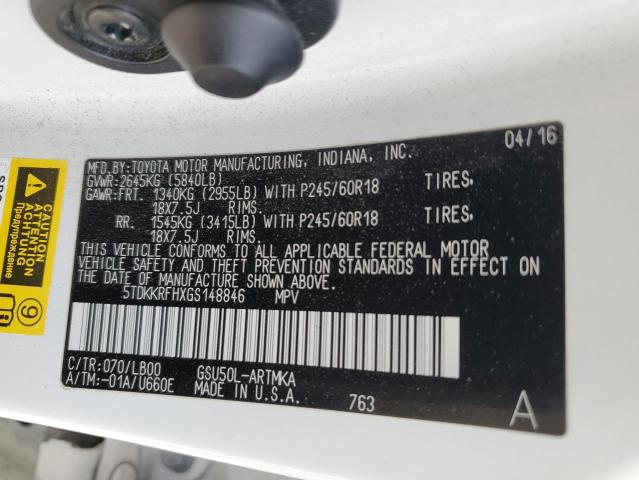 04/16
MFD.BY:TOYOTA MOTOR MANUFACTURING, INDIANA, INC.
GVWR:2645KG (5840LB)
GAWR:FRT. 1340KG (2955LB) WITH P245/60R18 TIRES,
18X7.5J RIMS.
RR. 1545KG (3415LB) WITH P245/60R18 TIRES,
18X7.5J RIMS.
THIS VEHICLE CONFORMS TO ALL APPLICABLE FEDERAL MOTOR
VEHICLE SAFETY AND THEFT PREVENTION STANDARDS IN EFFECT ON
THE DATE OF MANUFACTURE SHOWN ABOVE.
5TDKKRFHXGS148846 MPV
C/TR:070/LB00 GSU50L-ARTMKA
A/TM:-01A/U660E MADE IN U.S.A. 763 A
CAUTION
ATTENTION
ACHTUNG
Предупреждение
9